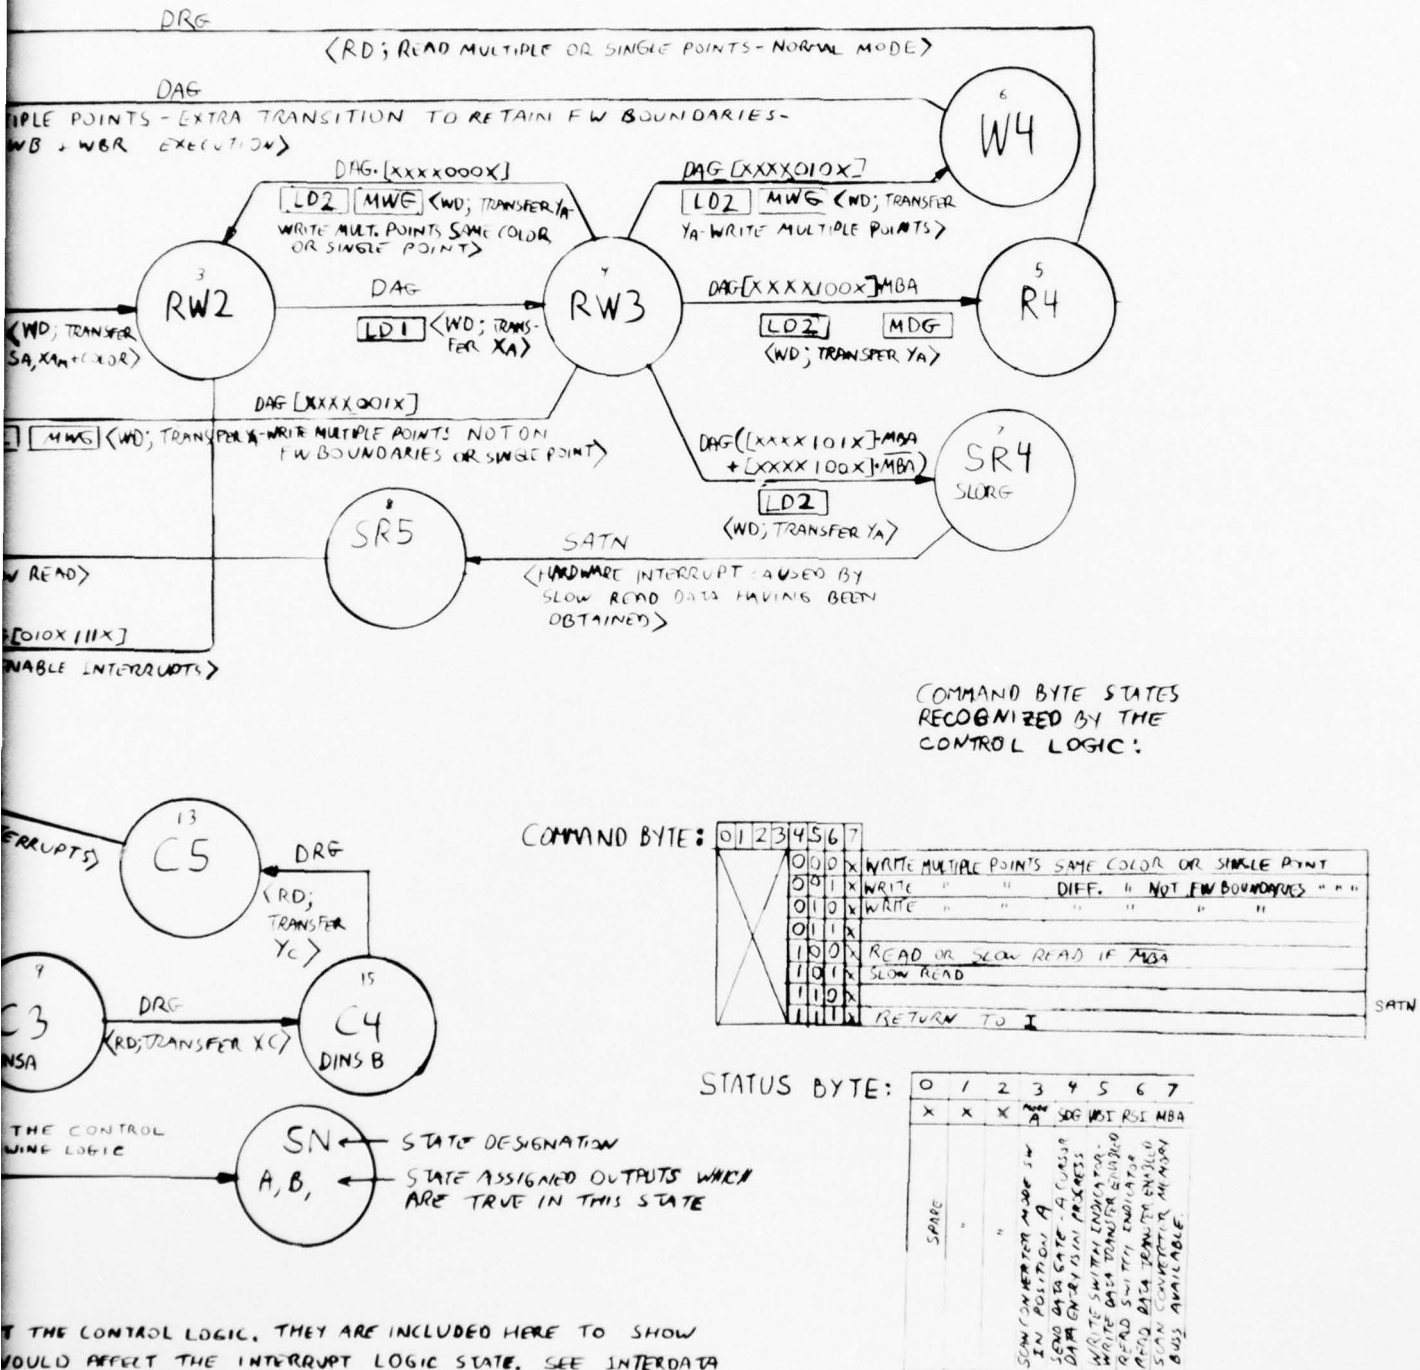 DRG
<RD; READ MULTIPLE OR SINGLE POINTS-NORMAL MODE>
DAG
TIPLE POINTS - EXTRA TRANSITION TO RETAIN FW BOUNDARIES-
WB + WBR EXECUTION>
6
W4
DAG·[XXXX000X]
LD2 MWG <WD; TRANSFER YA-
WRITE MULT. POINTS SAME COLOR
OR SINGLE POINT>
DAG [XXXX010X]
LD2 MWG <WD; TRANSFER
YA-WRITE MULTIPLE POINTS>
3
RW2
<WD; TRANSFER
DAG
LD1 <WD; TRANS-
FER XA>
4
RW3
DAG[XXXX100X]·MBA
LD2 MDG
<WD; TRANSFER YA>
5
R4
DAG [XXXX001X]
MWG <WD; TRANSFER YA-WRITE MULTIPLE POINTS NOT ON
FW BOUNDARIES OR SINGLE POINT>
DAG([XXXX101X]·MBA
+[XXXX100X]·M̅B̅A̅)
LD2
<WD; TRANSFER YA>
7
SR4
SLORG
8
SR5
SATN
<HARDWARE INTERRUPT CAUSED BY
SLOW READ DATA HAVING BEEN
OBTAINED>
W READ>
[010X111X]
NABLE INTERRUPTS>
COMMAND BYTE STATES
RECOGNIZED BY THE
CONTROL LOGIC:
13
C5
ERRUPTS>
DRG
<RD;
TRANSFER
YC>
9
C3
NSA
DRG
<RD; TRANSFER XC>
15
C4
DINS B
COMMAND BYTE: 0 1 2 3 4 5 6 7
0 0 0 X WRITE MULTIPLE POINTS SAME COLOR OR SINGLE POINT
0 0 1 X WRITE " " DIFF. " NOT FW BOUNDARIES " " "
0 1 0 X WRITE " " " " " "
0 1 1 X
1 0 0 X READ OR SLOW READ IF M̅B̅A̅
1 0 1 X SLOW READ
1 1 0 X
1 1 1 X RETURN TO I
SATN
STATUS BYTE: 0 1 2 3 4 5 6 7
X X X MODE A SDG WSI RSI MBA
SPARE
"
"
SCAN CONVERTER MODE SW
IN POSITION A
SEND DATA GATE - A CURSOR
DATA ENTRY IS IN PROGRESS
WRITE SWITCH INDICATOR-
WRITE DATA TRANSFER ENABLED
READ SWITCH INDICATOR
READ DATA TRANSFER ENABLED
SCAN CONVERTER MEMORY
BUSS AVAILABLE.
THE CONTROL
WING LOGIC
SN ← STATE DESIGNATION
A, B, ← STATE ASSIGNED OUTPUTS WHICH
ARE TRUE IN THIS STATE
T THE CONTROL LOGIC. THEY ARE INCLUDED HERE TO SHOW
OULD AFFECT THE INTERRUPT LOGIC STATE. SEE INTERDATA